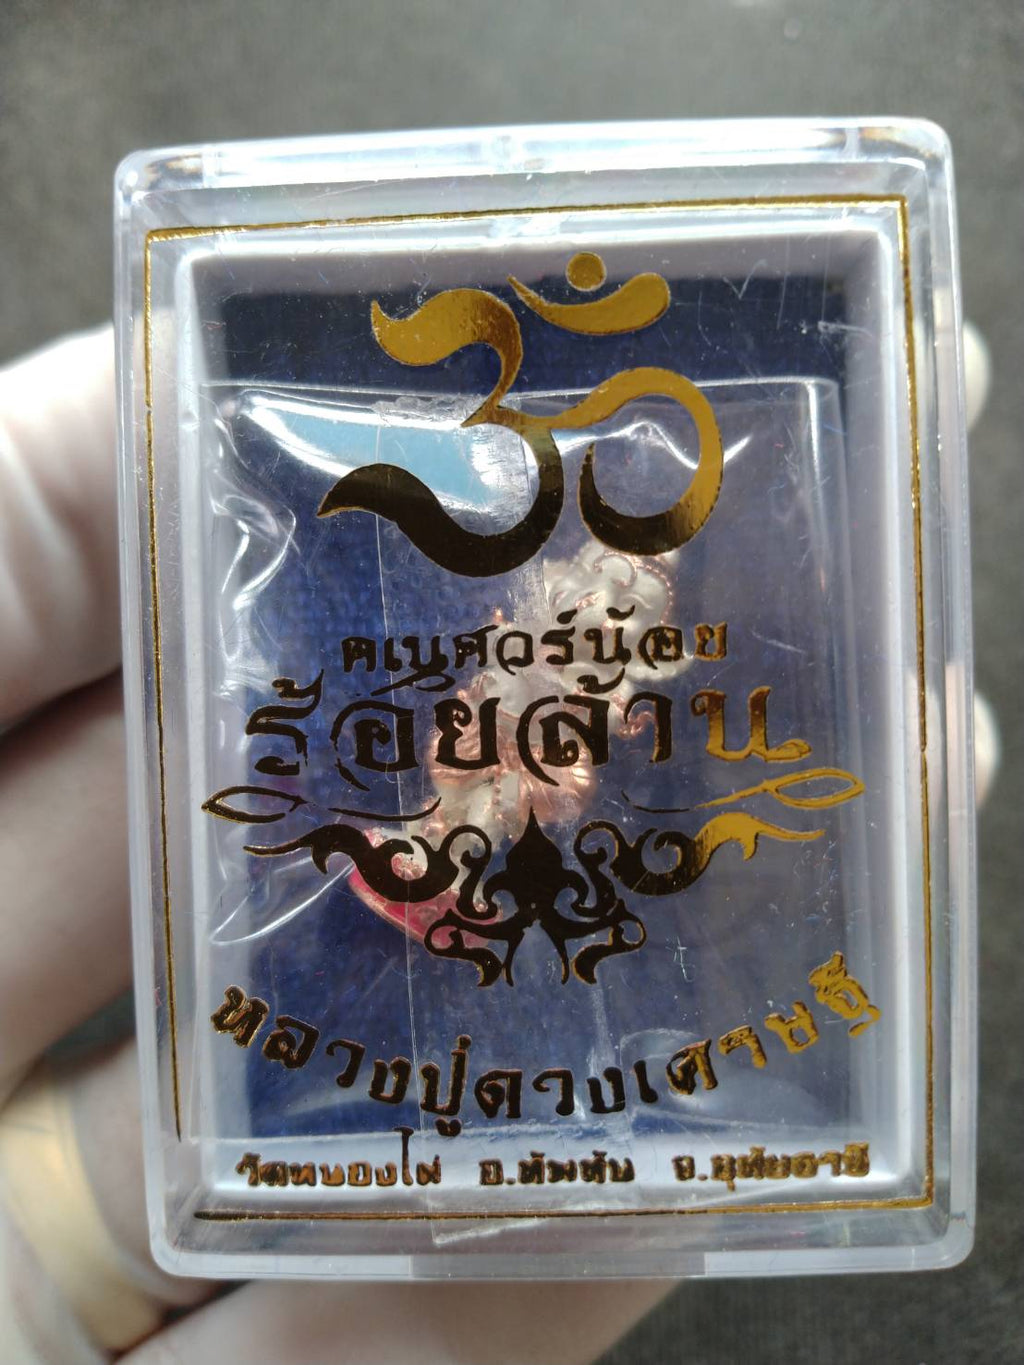 ॐ
คเนศวร์น้อย
ร้อยล้าน
หลวงปู่ดวงเศรษฐี
วัดหนองไผ่ อ.ทัพทัน จ.อุทัยธานี